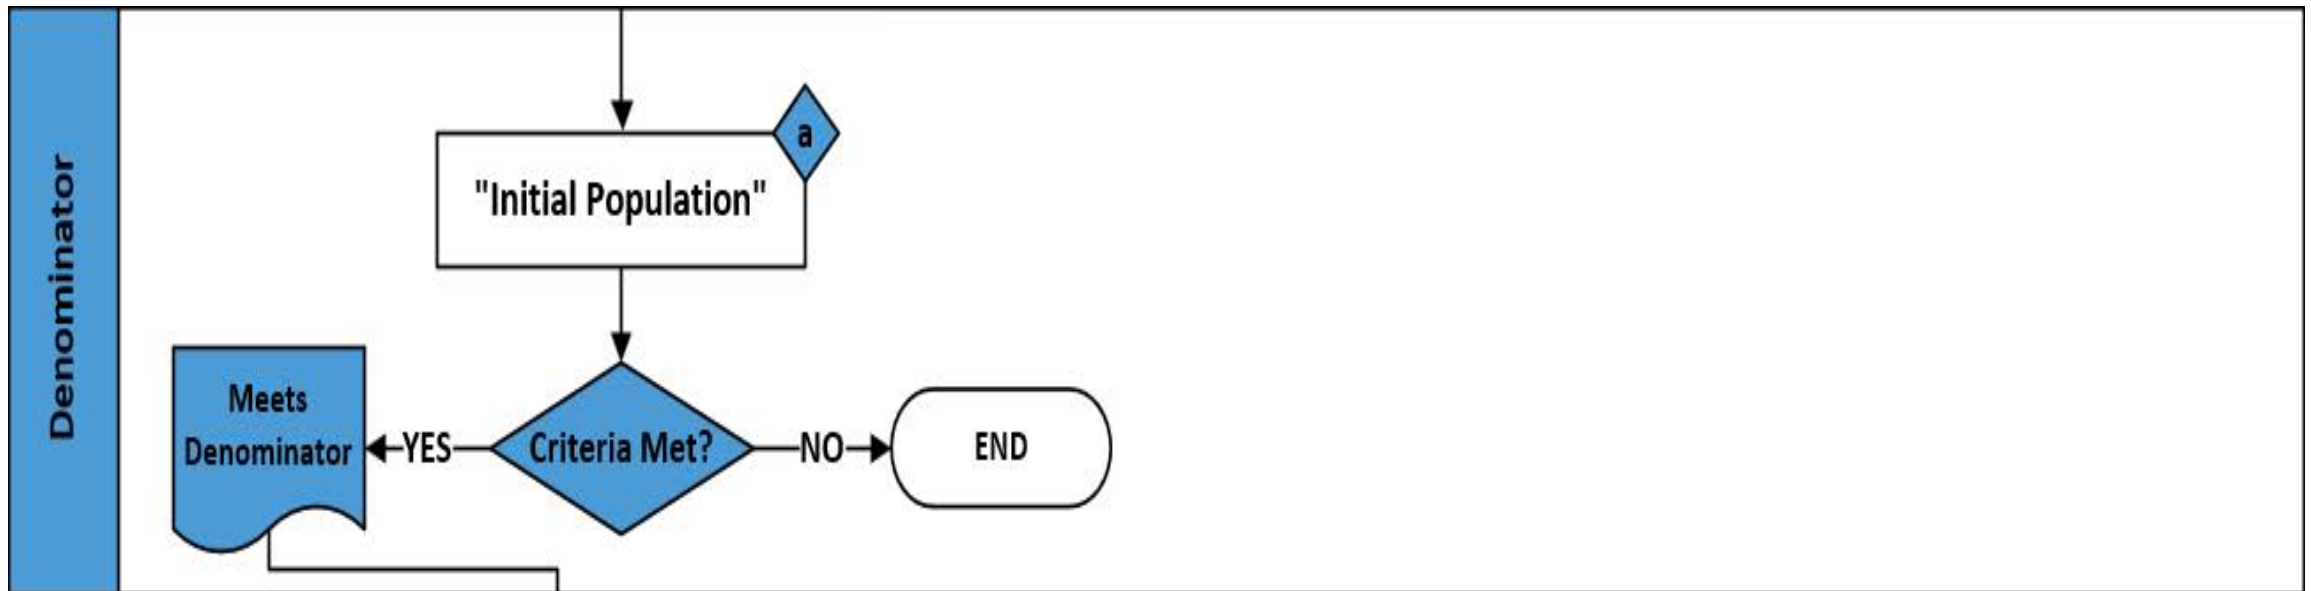 Denominator
a
"Initial Population"
Meets
Denominator
YES
Criteria Met?
NO
END